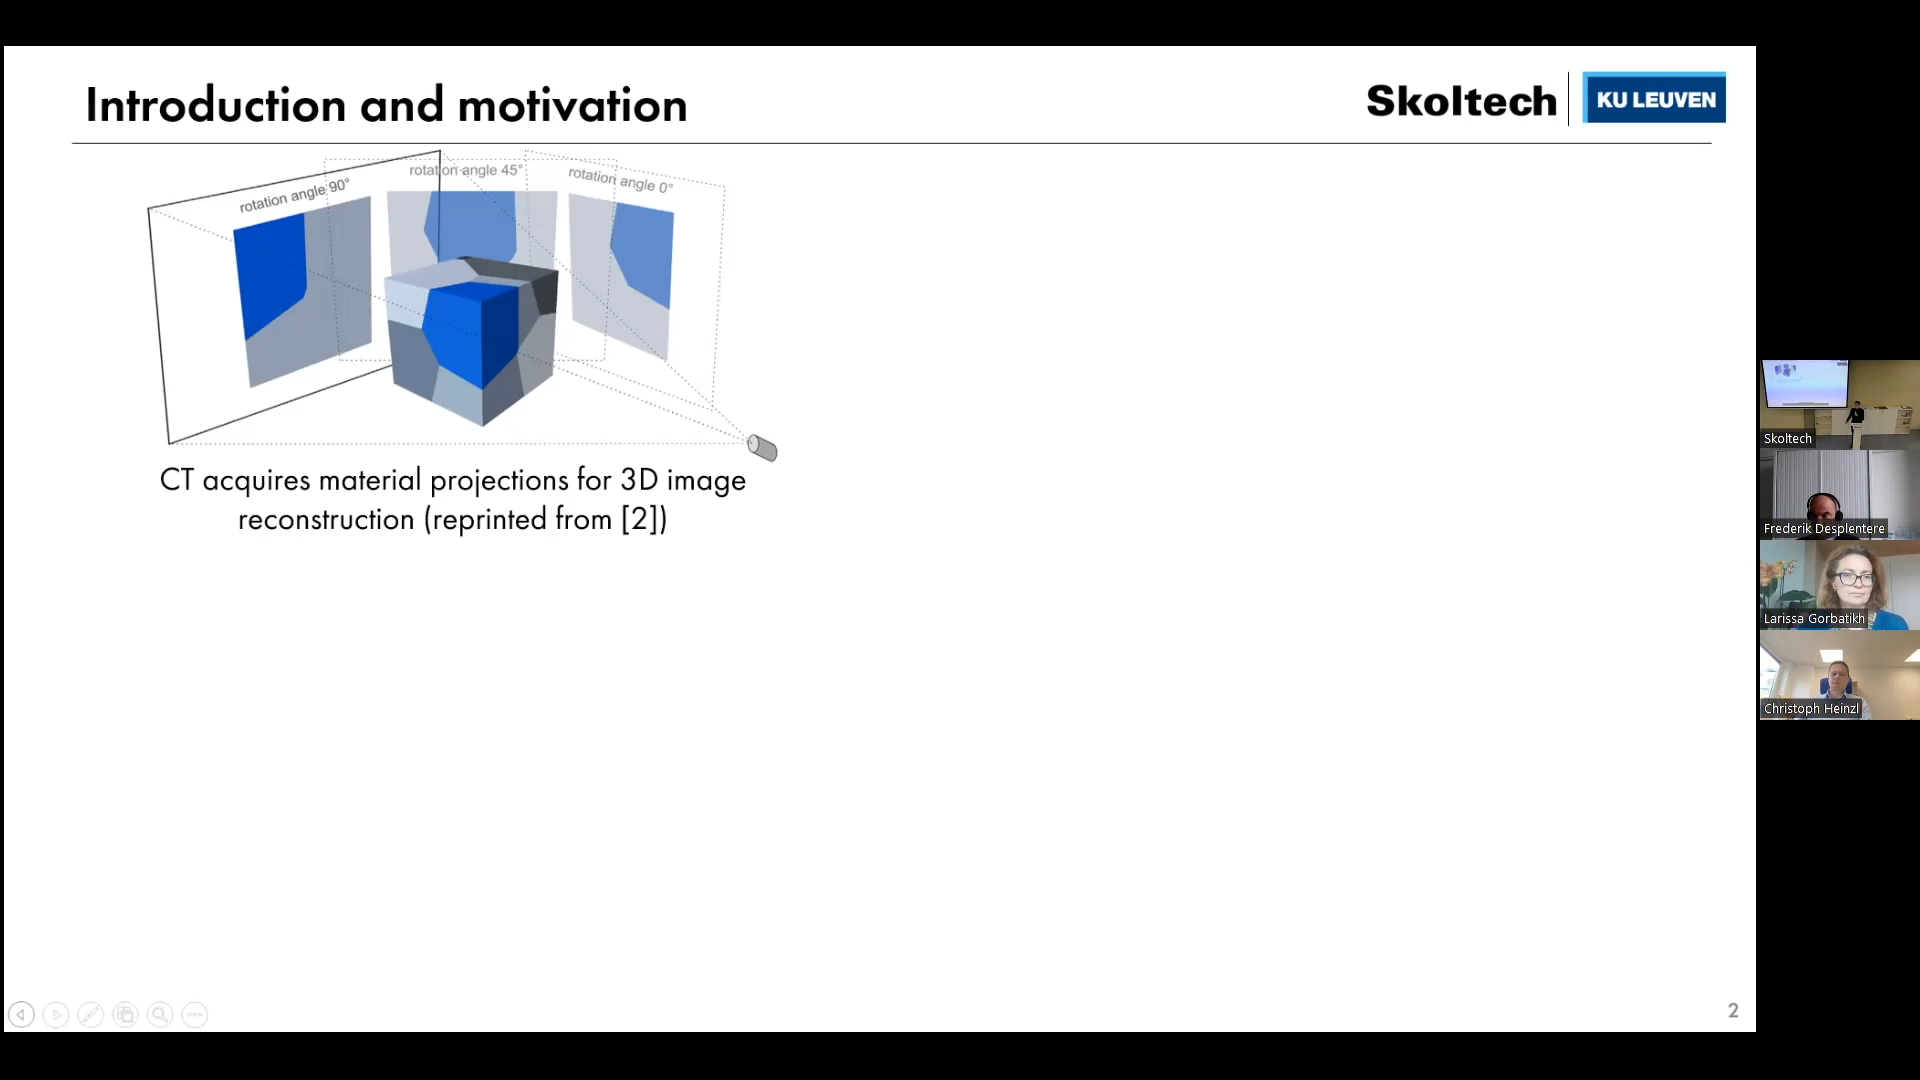 Introduction and motivation
Skoltech
KU LEUVEN
rotation angle 90°
rotation angle 45°
rotation angle 0°
CT acquires material projections for 3D image
reconstruction (reprinted from [2])
Skoltech
Frederik Desplentere
Larissa Gorbatikh
Christoph Heinzl
2